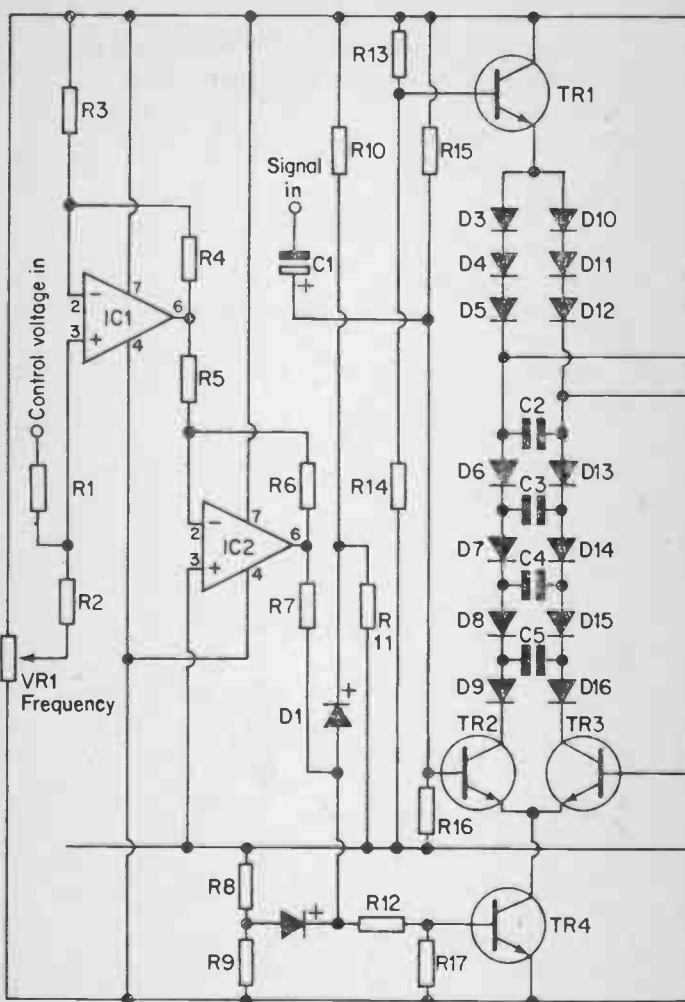 R13
TR1
R3
R10
R15
Signal
in
D3
D10
R4
C1
+
D4
D11
−
7
2
6
IC1
D5
D12
3
4
+
Control voltage in
R5
C2
R6
R14
D6
D13
R1
C3
2
−
7
6
IC2
D7
C4
D14
3
+
4
R7
R
11
R2
D8
D15
C5
VR1
Frequency
+
D9
D16
D1
TR2
TR3
R16
R8
+
R12
TR4
R9
R17